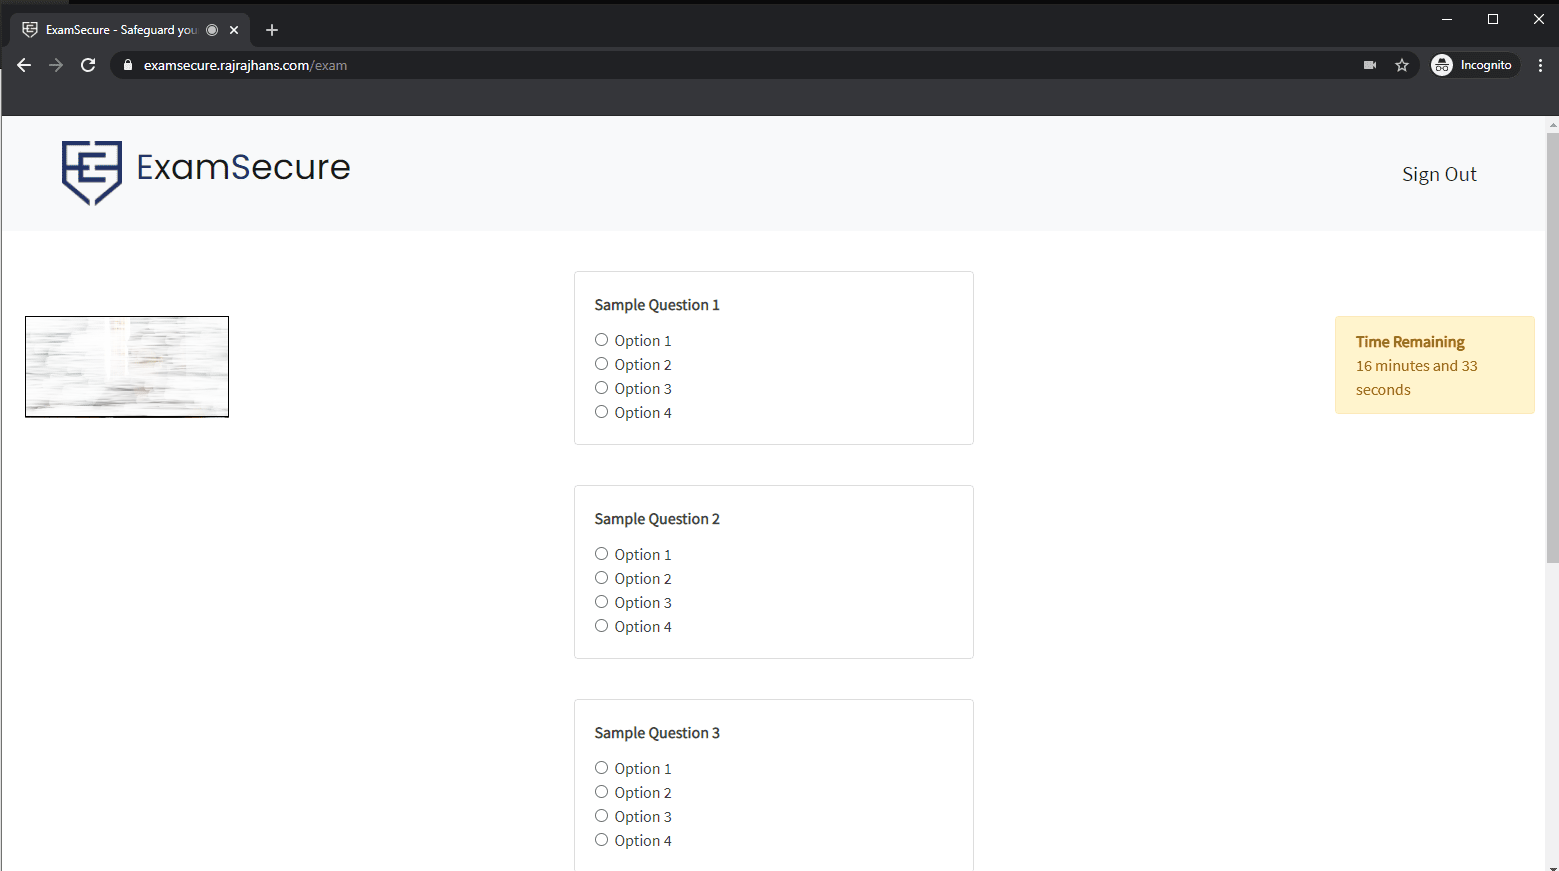 ExamSecure - Safeguard you
examsecure.rajrajhans.com/exam
Incognito
ExamSecure
Sign Out
Sample Question 1
Option 1
Option 2
Option 3
Option 4
Time Remaining
16 minutes and 33
seconds
Sample Question 2
Option 1
Option 2
Option 3
Option 4
Sample Question 3
Option 1
Option 2
Option 3
Option 4